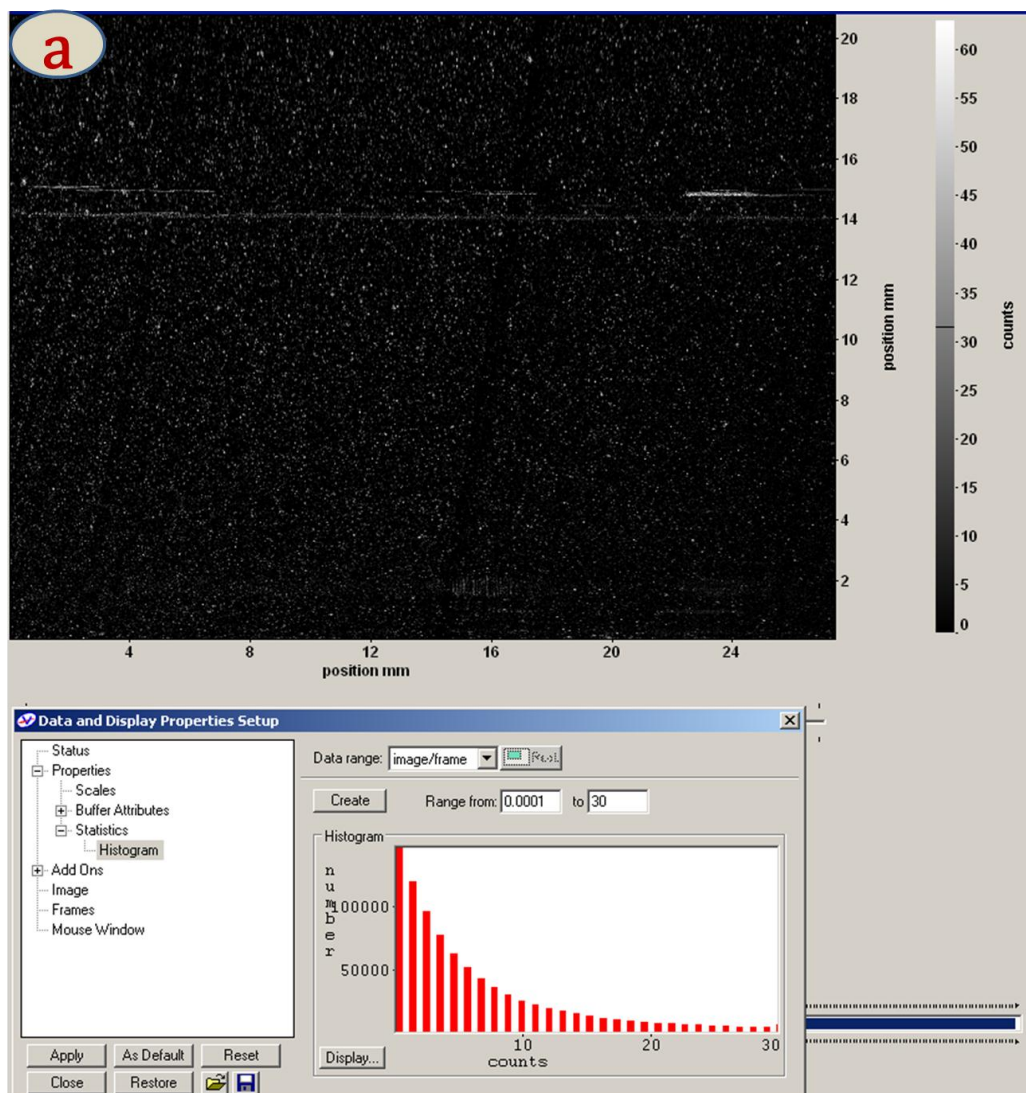 a
20
18
16
14
12
10
8
6
4
2
position mm
60
55
50
45
40
35
30
25
20
15
10
5
0
counts
4 8 12 16 20 24
position mm
Data and Display Properties Setup
Status
Properties
Scales
Buffer Attributes
Statistics
Histogram
Add Ons
Image
Frames
Mouse Window
Apply As Default Reset
Close Restore
Data range: image/frame
Create Range from: 0.0001 to 30
Histogram
number
100000
50000
10 20 30
counts
Display...